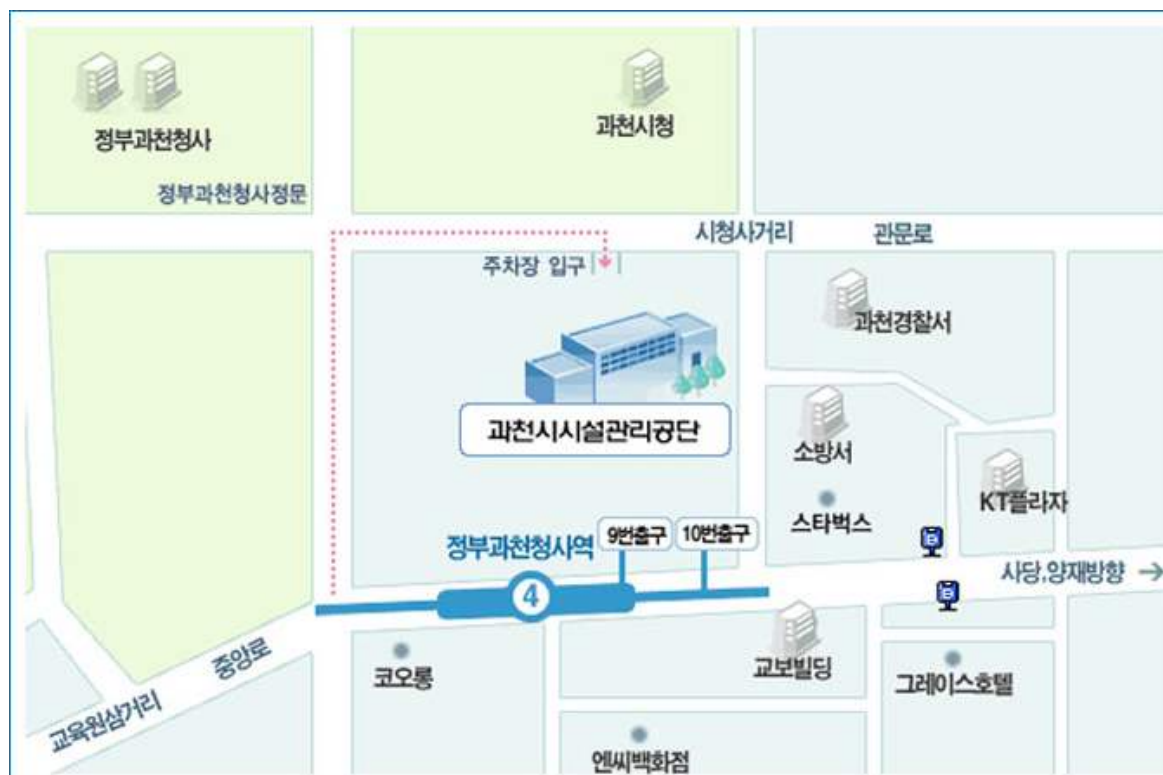 정부과천청사
과천시청
정부과천청사정문
시청사거리
관문로
주차장 입구
과천경찰서
과천시시설관리공단
소방서
KT플라자
스타벅스
정부과천청사역
9번출구
10번출구
4
사당,양재방향 →
중앙로
교육원삼거리
코오롱
교보빌딩
그레이스호텔
엔씨백화점